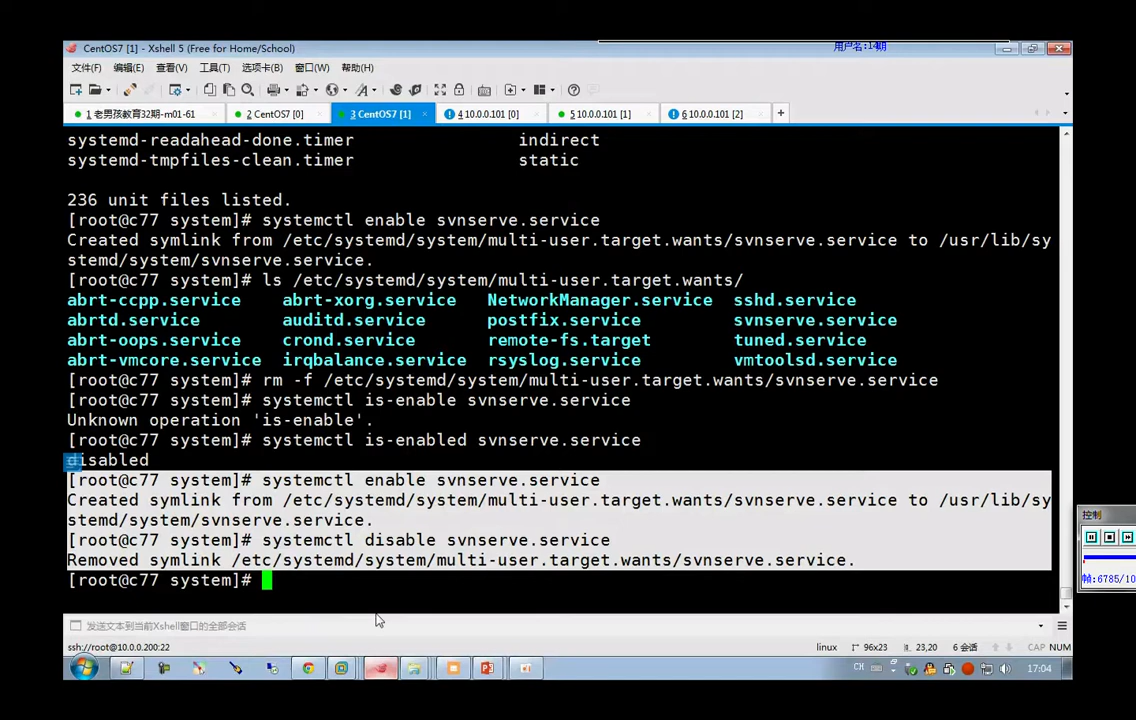 CentOS7 [1] - Xshell 5 (Free for Home/School)
用户名:14期
文件(F) 编辑(E) 查看(V) 工具(T) 选项卡(B) 窗口(W) 帮助(H)
1 老男孩教育32期-m01-61 2 CentOS7 [0] 3 CentOS7 [1] 4 10.0.0.101 [0] 5 10.0.0.101 [1] 6 10.0.0.101 [2]
systemd-readahead-done.timer indirect
systemd-tmpfiles-clean.timer static
236 unit files listed.
[root@c77 system]# systemctl enable svnserve.service
Created symlink from /etc/systemd/system/multi-user.target.wants/svnserve.service to /usr/lib/sy
stemd/system/svnserve.service.
[root@c77 system]# ls /etc/systemd/system/multi-user.target.wants/
abrt-ccpp.service abrt-xorg.service NetworkManager.service sshd.service
abrtd.service auditd.service postfix.service svnserve.service
abrt-oops.service crond.service remote-fs.target tuned.service
abrt-vmcore.service irqbalance.service rsyslog.service vmtoolsd.service
[root@c77 system]# rm -f /etc/systemd/system/multi-user.target.wants/svnserve.service
[root@c77 system]# systemctl is-enable svnserve.service
Unknown operation 'is-enable'.
[root@c77 system]# systemctl is-enabled svnserve.service
disabled
[root@c77 system]# systemctl enable svnserve.service
Created symlink from /etc/systemd/system/multi-user.target.wants/svnserve.service to /usr/lib/sy
stemd/system/svnserve.service.
[root@c77 system]# systemctl disable svnserve.service
Removed symlink /etc/systemd/system/multi-user.target.wants/svnserve.service.
[root@c77 system]#
控制
帧:6785/10
发送文本到当前Xshell窗口的全部会话
ssh://root@10.0.0.200:22 linux 96x23 23,20 6 会话 CAP NUM
CH 17:04